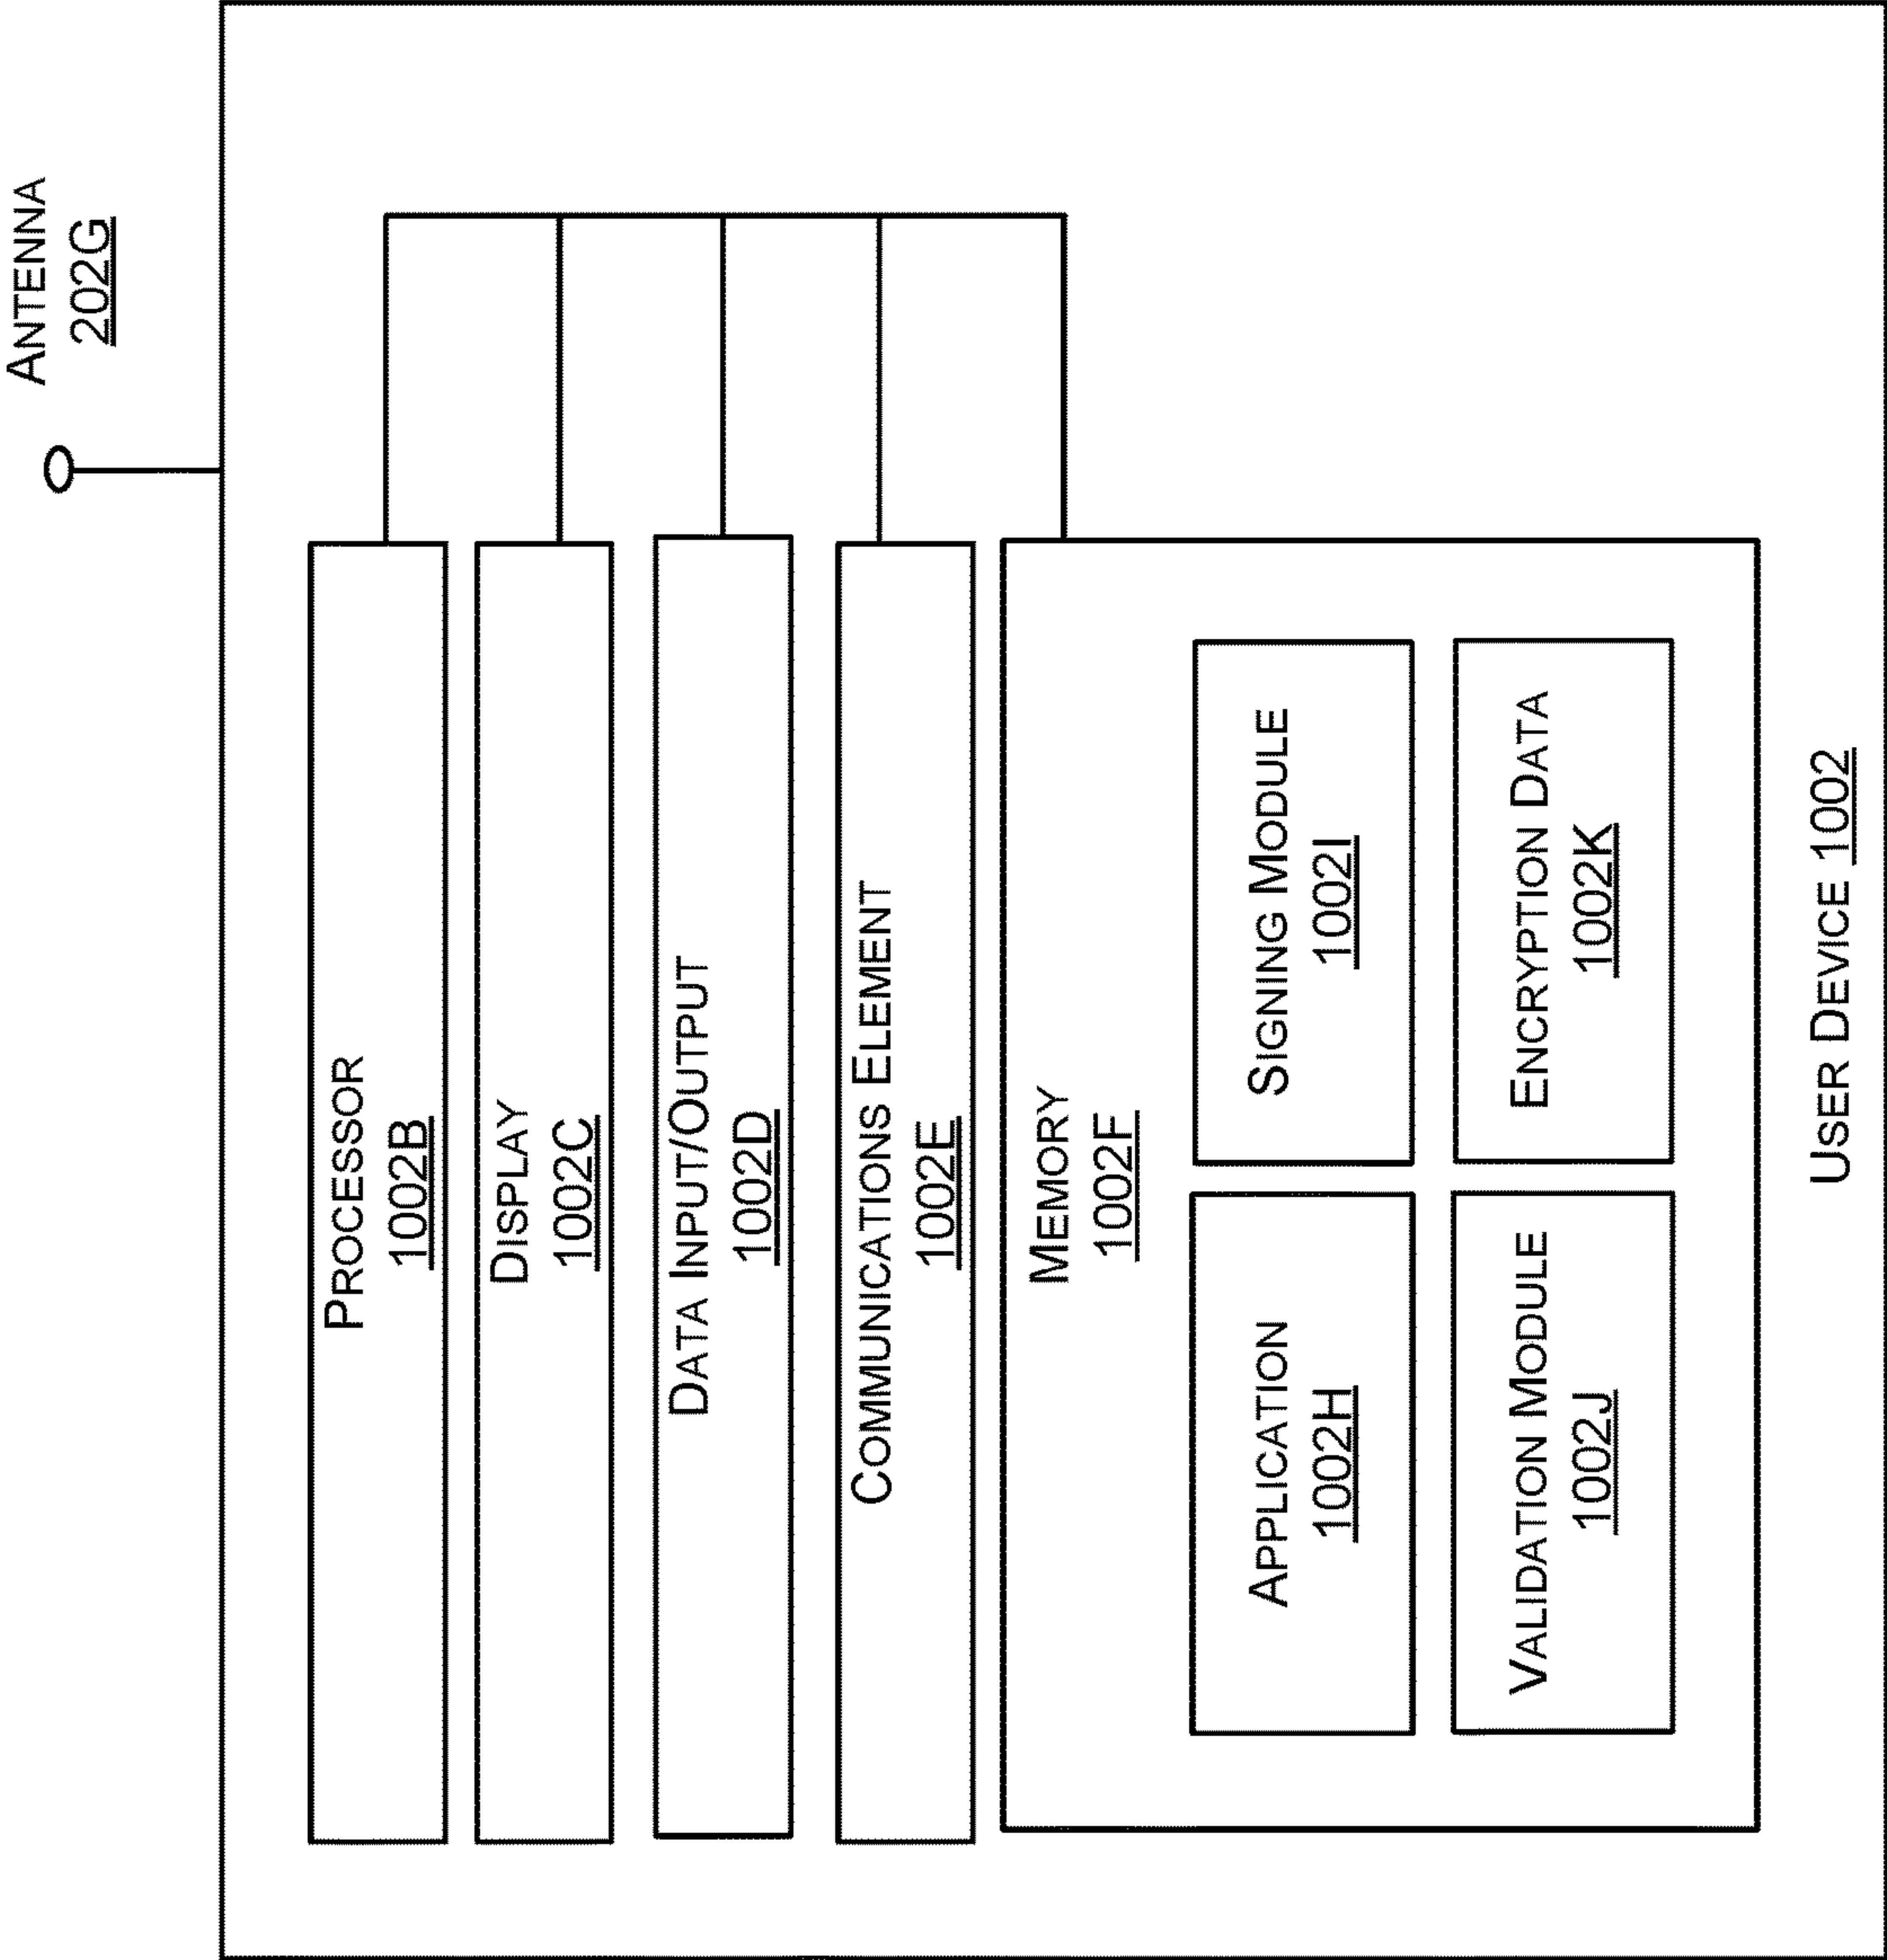 ANTENNA
202G
PROCESSOR
1002B
DISPLAY
1002C
DATA INPUT/OUTPUT
1002D
COMMUNICATIONS ELEMENT
1002E
MEMORY
1002F
APPLICATION
1002H
SIGNING MODULE
1002I
VALIDATION MODULE
1002J
ENCRYPTION DATA
1002K
USER DEVICE 1002